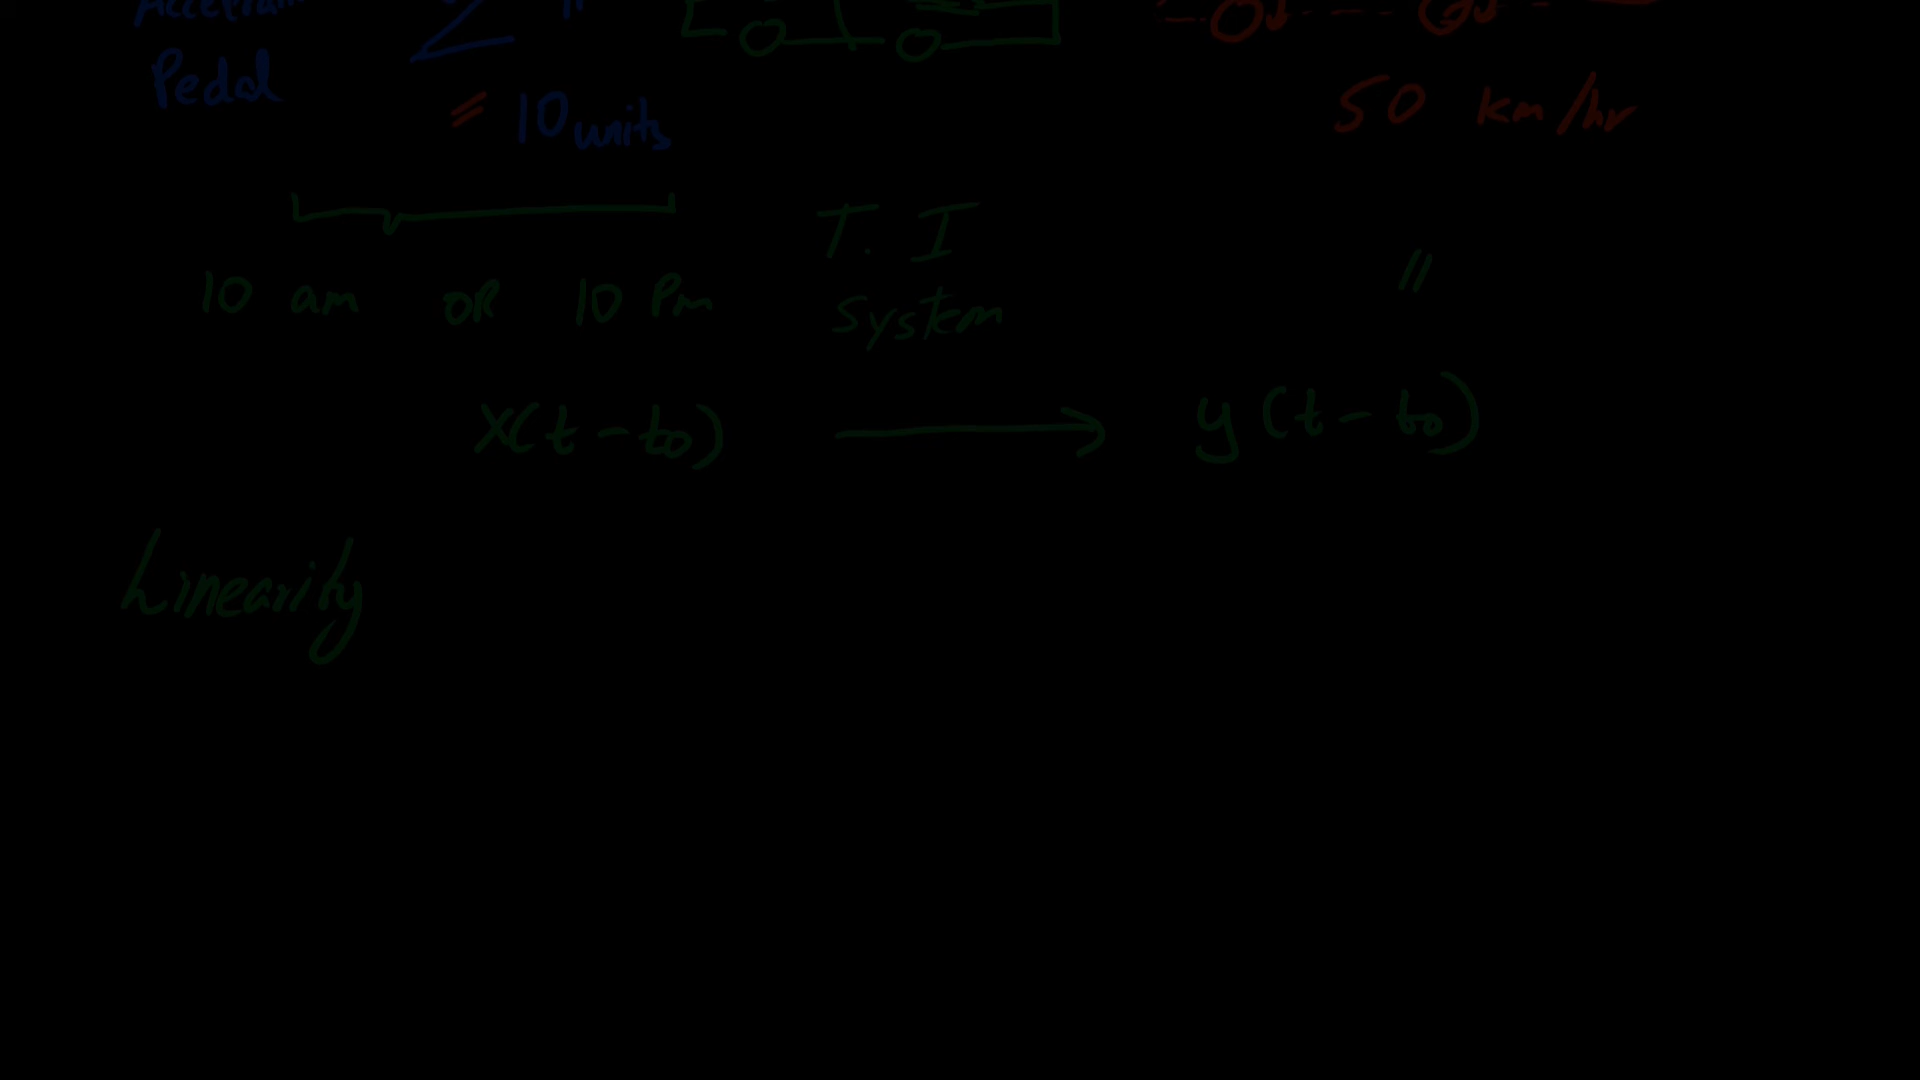 Pedal
= 10 units
50 km/hr
10 am OR 10 Pm
T. I
System
//
x(t - to) → y(t - to)
Linearity